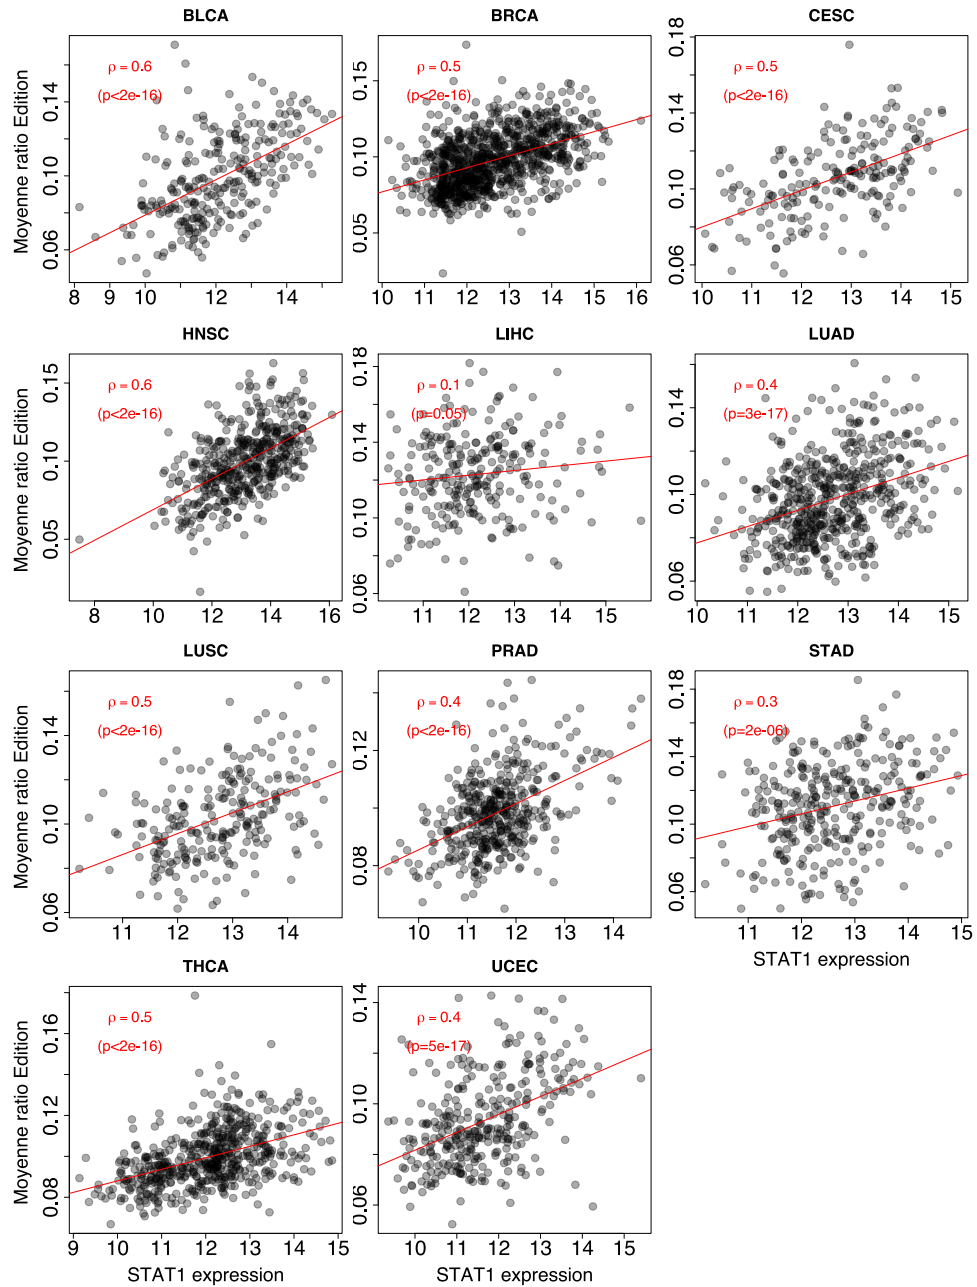 BLCA
BRCA
CESC
Moyenne ratio Edition
0.06 0.10 0.14
ρ = 0.6
(p<2e-16)
8 9 10 11 12 13 14
0.05 0.10 0.15
ρ = 0.5
(p<2e-16)
10 11 12 13 14 15 16
0.06 0.10 0.14 0.18
ρ = 0.5
(p<2e-16)
10 11 12 13 14 15
HNSC
LIHC
LUAD
Moyenne ratio Edition
0.05 0.10 0.15
ρ = 0.6
(p<2e-16)
8 10 12 14 16
0.06 0.10 0.14 0.18
ρ = 0.1
(p=0.05)
11 12 13 14 15
0.06 0.10 0.14
ρ = 0.4
(p=3e-17)
10 11 12 13 14 15
LUSC
PRAD
STAD
Moyenne ratio Edition
0.06 0.10 0.14
ρ = 0.5
(p<2e-16)
11 12 13 14
0.08 0.12
ρ = 0.4
(p<2e-16)
10 11 12 13 14
0.06 0.10 0.14 0.18
ρ = 0.3
(p=2e-06)
11 12 13 14 15
STAT1 expression
THCA
UCEC
Moyenne ratio Edition
0.08 0.12 0.16
ρ = 0.5
(p<2e-16)
9 10 11 12 13 14 15
STAT1 expression
0.06 0.10 0.14
ρ = 0.4
(p=5e-17)
10 11 12 13 14 15
STAT1 expression